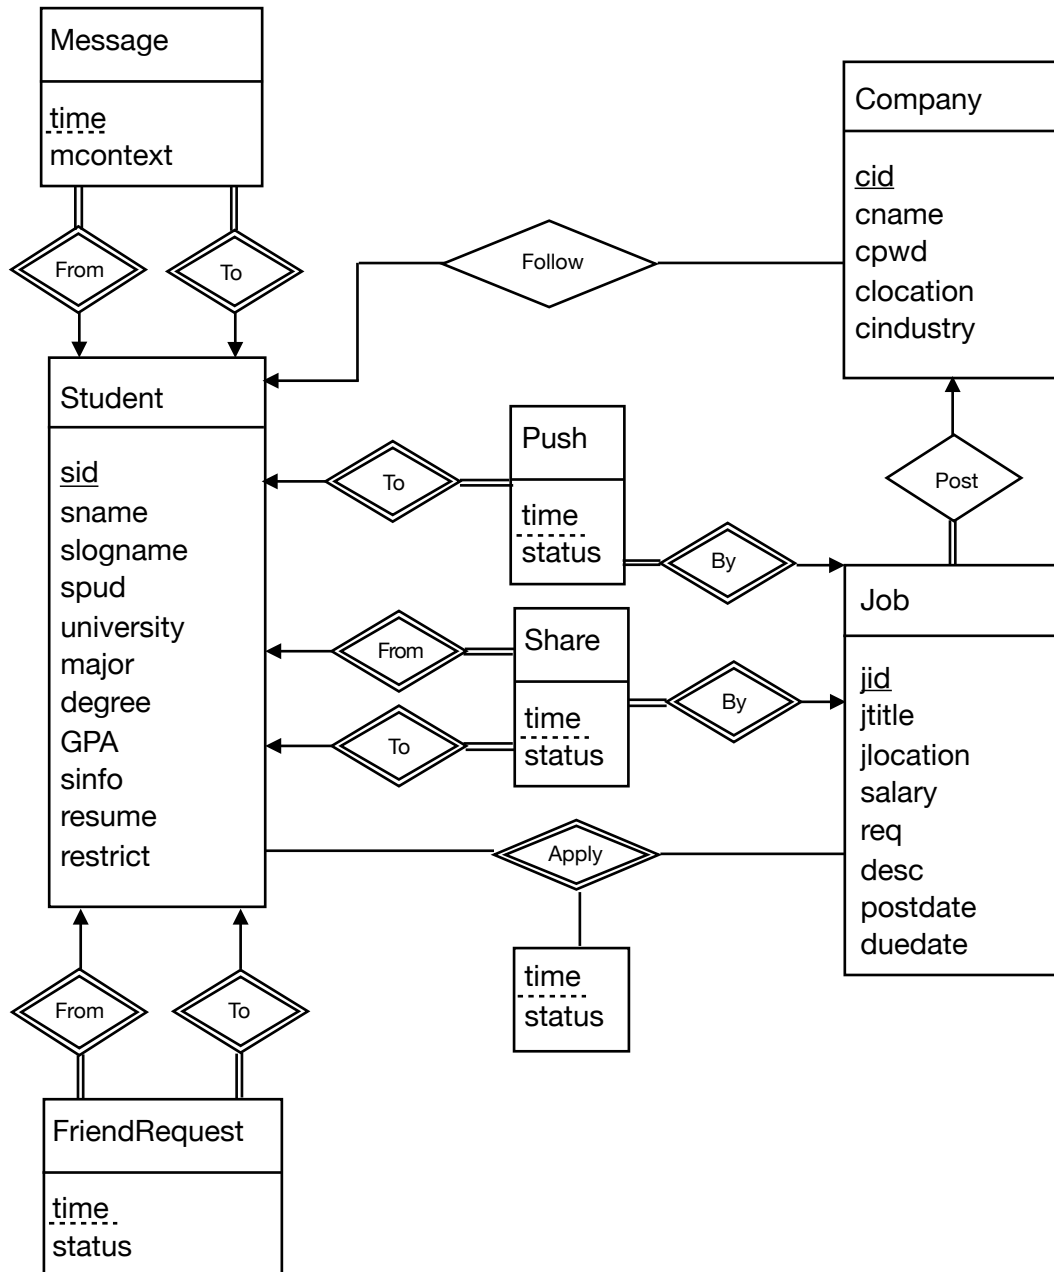 Message
time
mcontext
From
To
Follow
Company
cid
cname
cpwd
clocation
cindustry
Student
sid
sname
slogname
spud
university
major
degree
GPA
sinfo
resume
restrict
To
Push
time
status
By
Post
From
To
Share
time
status
By
Job
jid
jtitle
jlocation
salary
req
desc
postdate
duedate
Apply
time
status
From
To
FriendRequest
time
status